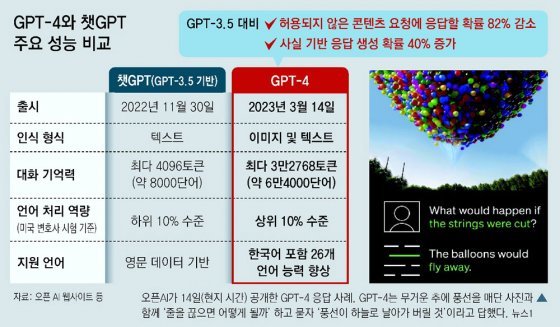 GPT-4와 챗GPT
주요 성능 비교
GPT-3.5 대비
✓ 허용되지 않은 콘텐츠 요청에 응답할 확률 82% 감소
✓ 사실 기반 응답 생성 확률 40% 증가
챗GPT(GPT-3.5 기반)
GPT-4
출시
2022년 11월 30일
2023년 3월 14일
인식 형식
텍스트
이미지 및 텍스트
대화 기억력
최다 4096토큰
(약 8000단어)
최다 3만2768토큰
(약 6만4000단어)
언어 처리 역량
(미국 변호사 시험 기준)
하위 10% 수준
상위 10% 수준
지원 언어
영문 데이터 기반
한국어 포함 26개
언어 능력 향상
What would happen if
the strings were cut?
The balloons would
fly away.
자료: 오픈 AI 웹사이트 등
오픈AI가 14일(현지 시간) 공개한 GPT-4 응답 사례. GPT-4는 무거운 추에 풍선을 매단 사진과 ▲
함께 '줄을 끊으면 어떻게 될까' 하고 묻자 '풍선이 하늘로 날아가 버릴 것'이라고 답했다. 뉴스1